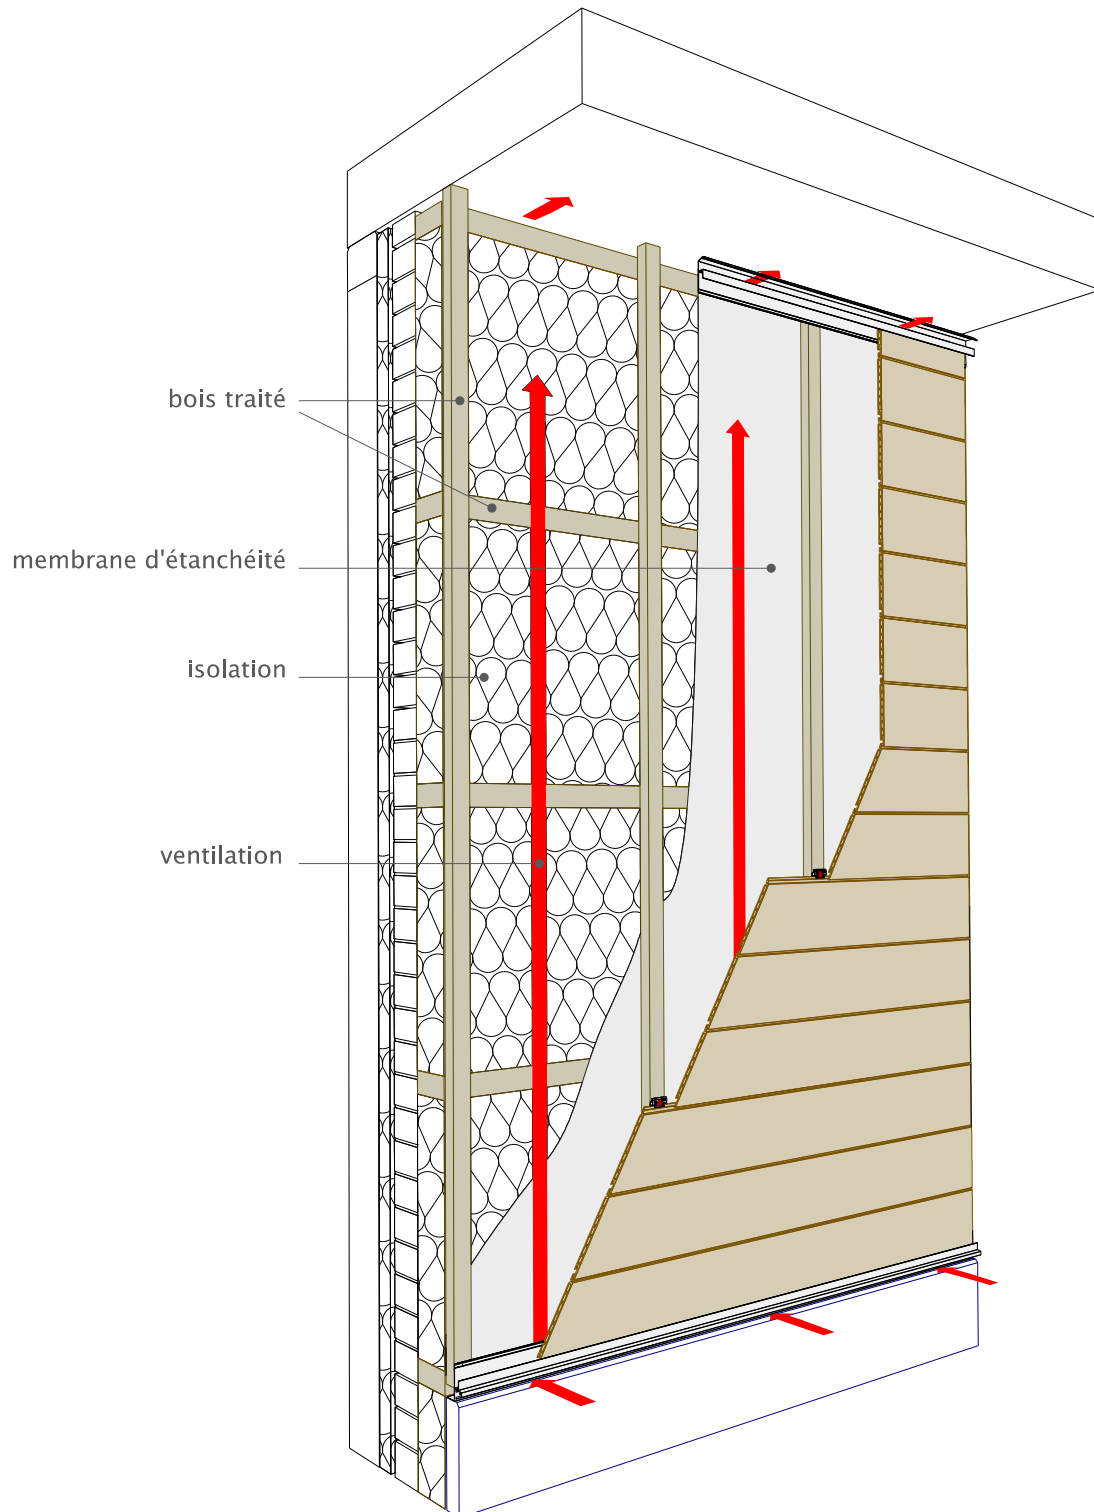 bois traité
membrane d'étanchéité
isolation
ventilation